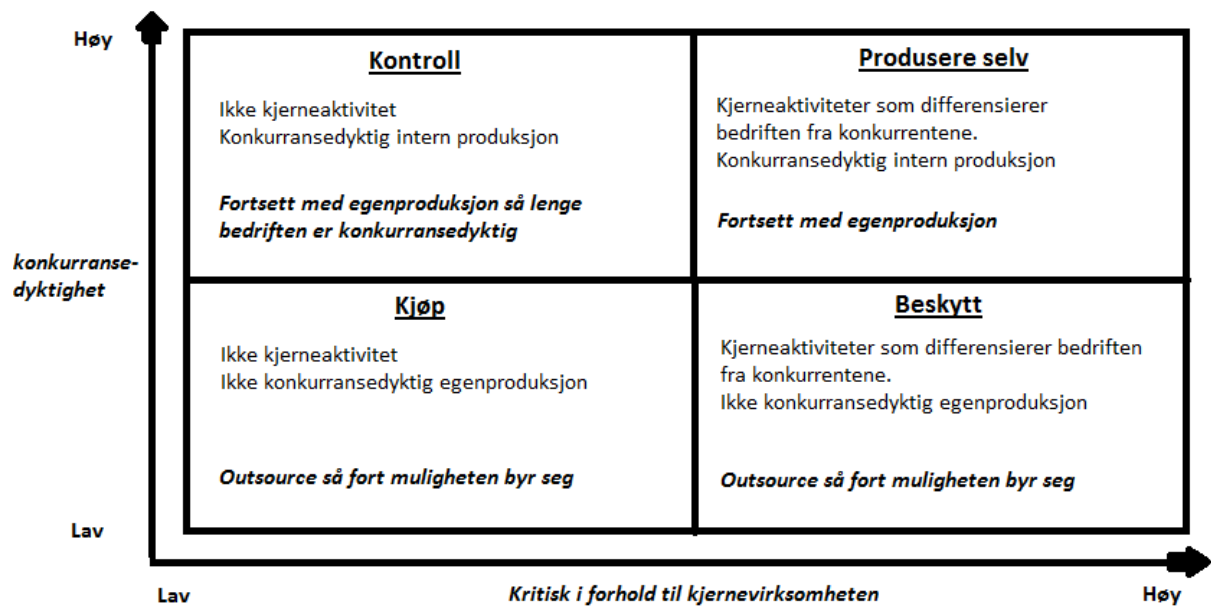 Høy
Kontroll
Ikke kjerneaktivitet
Konkurransedyktig intern produksjon
Fortsett med egenproduksjon så lenge
bedriften er konkurransedyktig
Produsere selv
Kjerneaktiviteter som differensierer
bedriften fra konkurrentene.
Konkurransedyktig intern produksjon
Fortsett med egenproduksjon
konkurranse-
dyktighet
Kjøp
Ikke kjerneaktivitet
Ikke konkurransedyktig egenproduksjon
Outsource så fort muligheten byr seg
Beskytt
Kjerneaktiviteter som differensierer bedriften
fra konkurrentene.
Ikke konkurransedyktig egenproduksjon
Outsource så fort muligheten byr seg
Lav
Lav
Kritisk i forhold til kjernevirksomheten
Høy